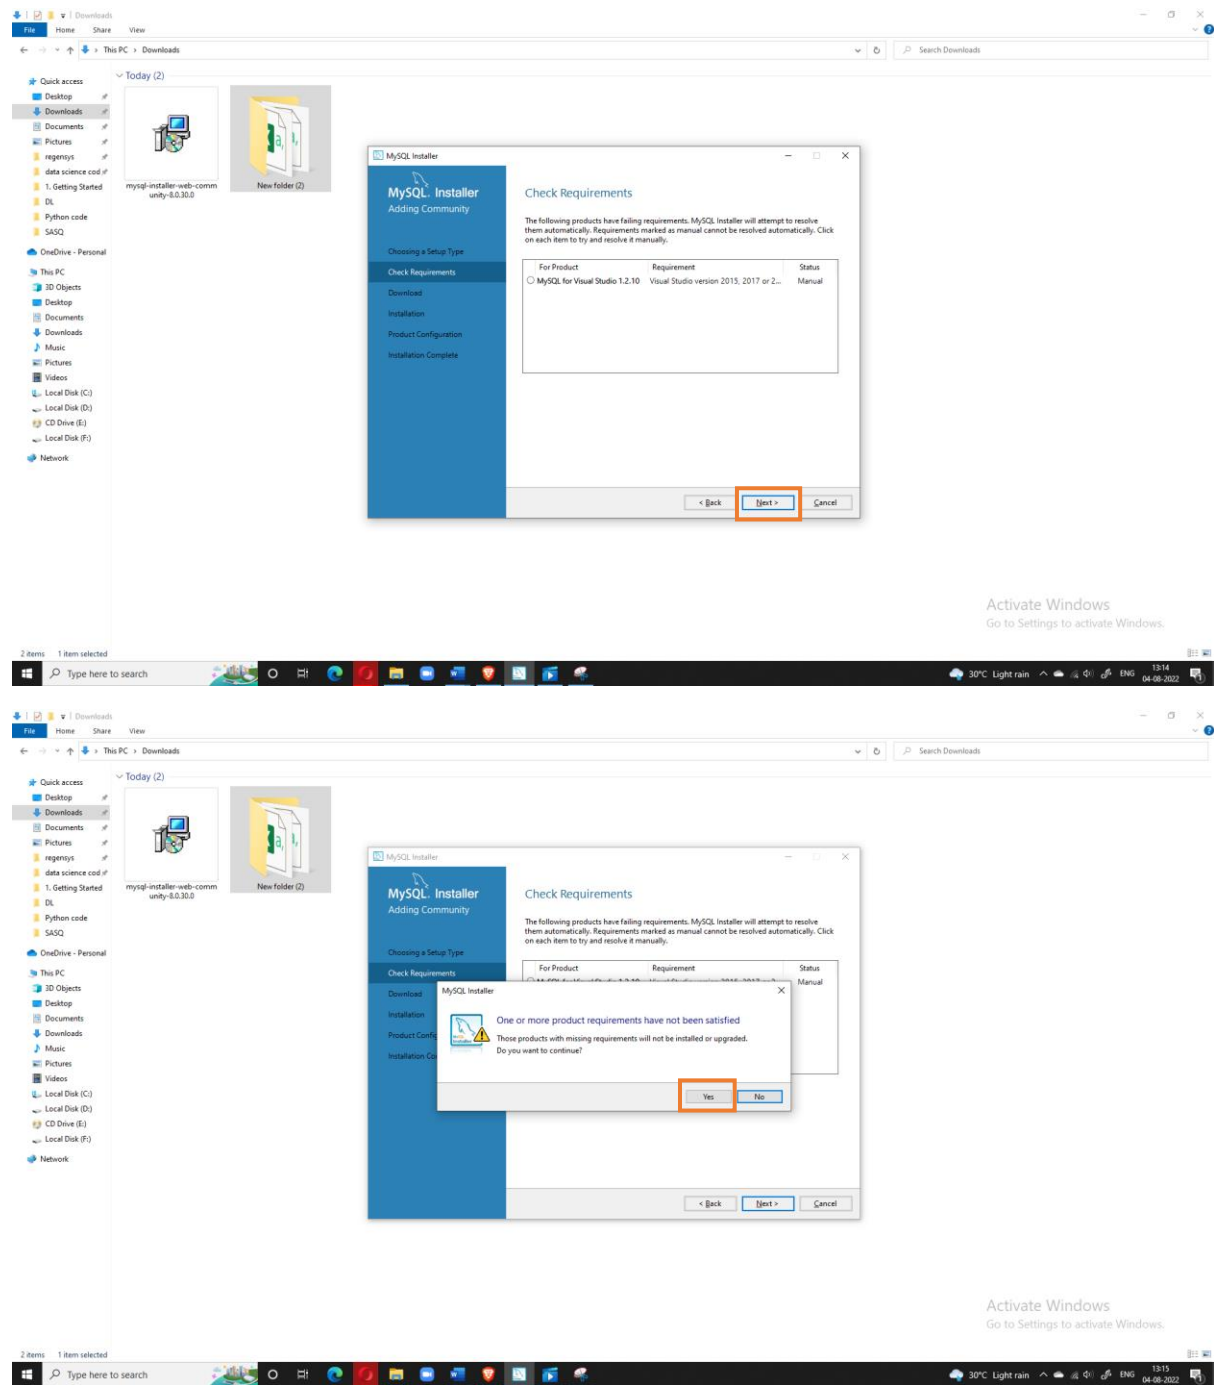 Downloads
File Home Share View
This PC > Downloads
Search Downloads
Today (2)
Quick access
Desktop
Downloads
Documents
Pictures
regensys
data science cod
1. Getting Started
DL
Python code
SASQ
OneDrive - Personal
This PC
3D Objects
Desktop
Documents
Downloads
Music
Pictures
Videos
Local Disk (C:)
Local Disk (D:)
CD Drive (E:)
Local Disk (F:)
Network
mysql-installer-web-comm
unity-8.0.30.0
New folder (2)
MySQL Installer
MySQL. Installer
Adding Community
Choosing a Setup Type
Check Requirements
Download
Installation
Product Configuration
Installation Complete
Check Requirements
The following products have failing requirements. MySQL Installer will attempt to resolve
them automatically. Requirements marked as manual cannot be resolved automatically. Click
on each item to try and resolve it manually.
For Product Requirement Status
MySQL for Visual Studio 1.2.10 Visual Studio version 2015, 2017 or 2... Manual
< Back Next > Cancel
Activate Windows
Go to Settings to activate Windows.
2 items 1 item selected
Type here to search
30°C Light rain ENG 13:14
04-08-2022
Downloads
File Home Share View
This PC > Downloads
Search Downloads
Today (2)
Quick access
Desktop
Downloads
Documents
Pictures
regensys
data science cod
1. Getting Started
DL
Python code
SASQ
OneDrive - Personal
This PC
3D Objects
Desktop
Documents
Downloads
Music
Pictures
Videos
Local Disk (C:)
Local Disk (D:)
CD Drive (E:)
Local Disk (F:)
Network
mysql-installer-web-comm
unity-8.0.30.0
New folder (2)
MySQL Installer
MySQL. Installer
Adding Community
Choosing a Setup Type
Check Requirements
Download
Installation
Product Config
Installation Co
Check Requirements
The following products have failing requirements. MySQL Installer will attempt to resolve
them automatically. Requirements marked as manual cannot be resolved automatically. Click
on each item to try and resolve it manually.
For Product Requirement Status
Manual
MySQL Installer
One or more product requirements have not been satisfied
Those products with missing requirements will not be installed or upgraded.
Do you want to continue?
Yes No
< Back Next > Cancel
Activate Windows
Go to Settings to activate Windows.
2 items 1 item selected
Type here to search
30°C Light rain ENG 13:15
04-08-2022